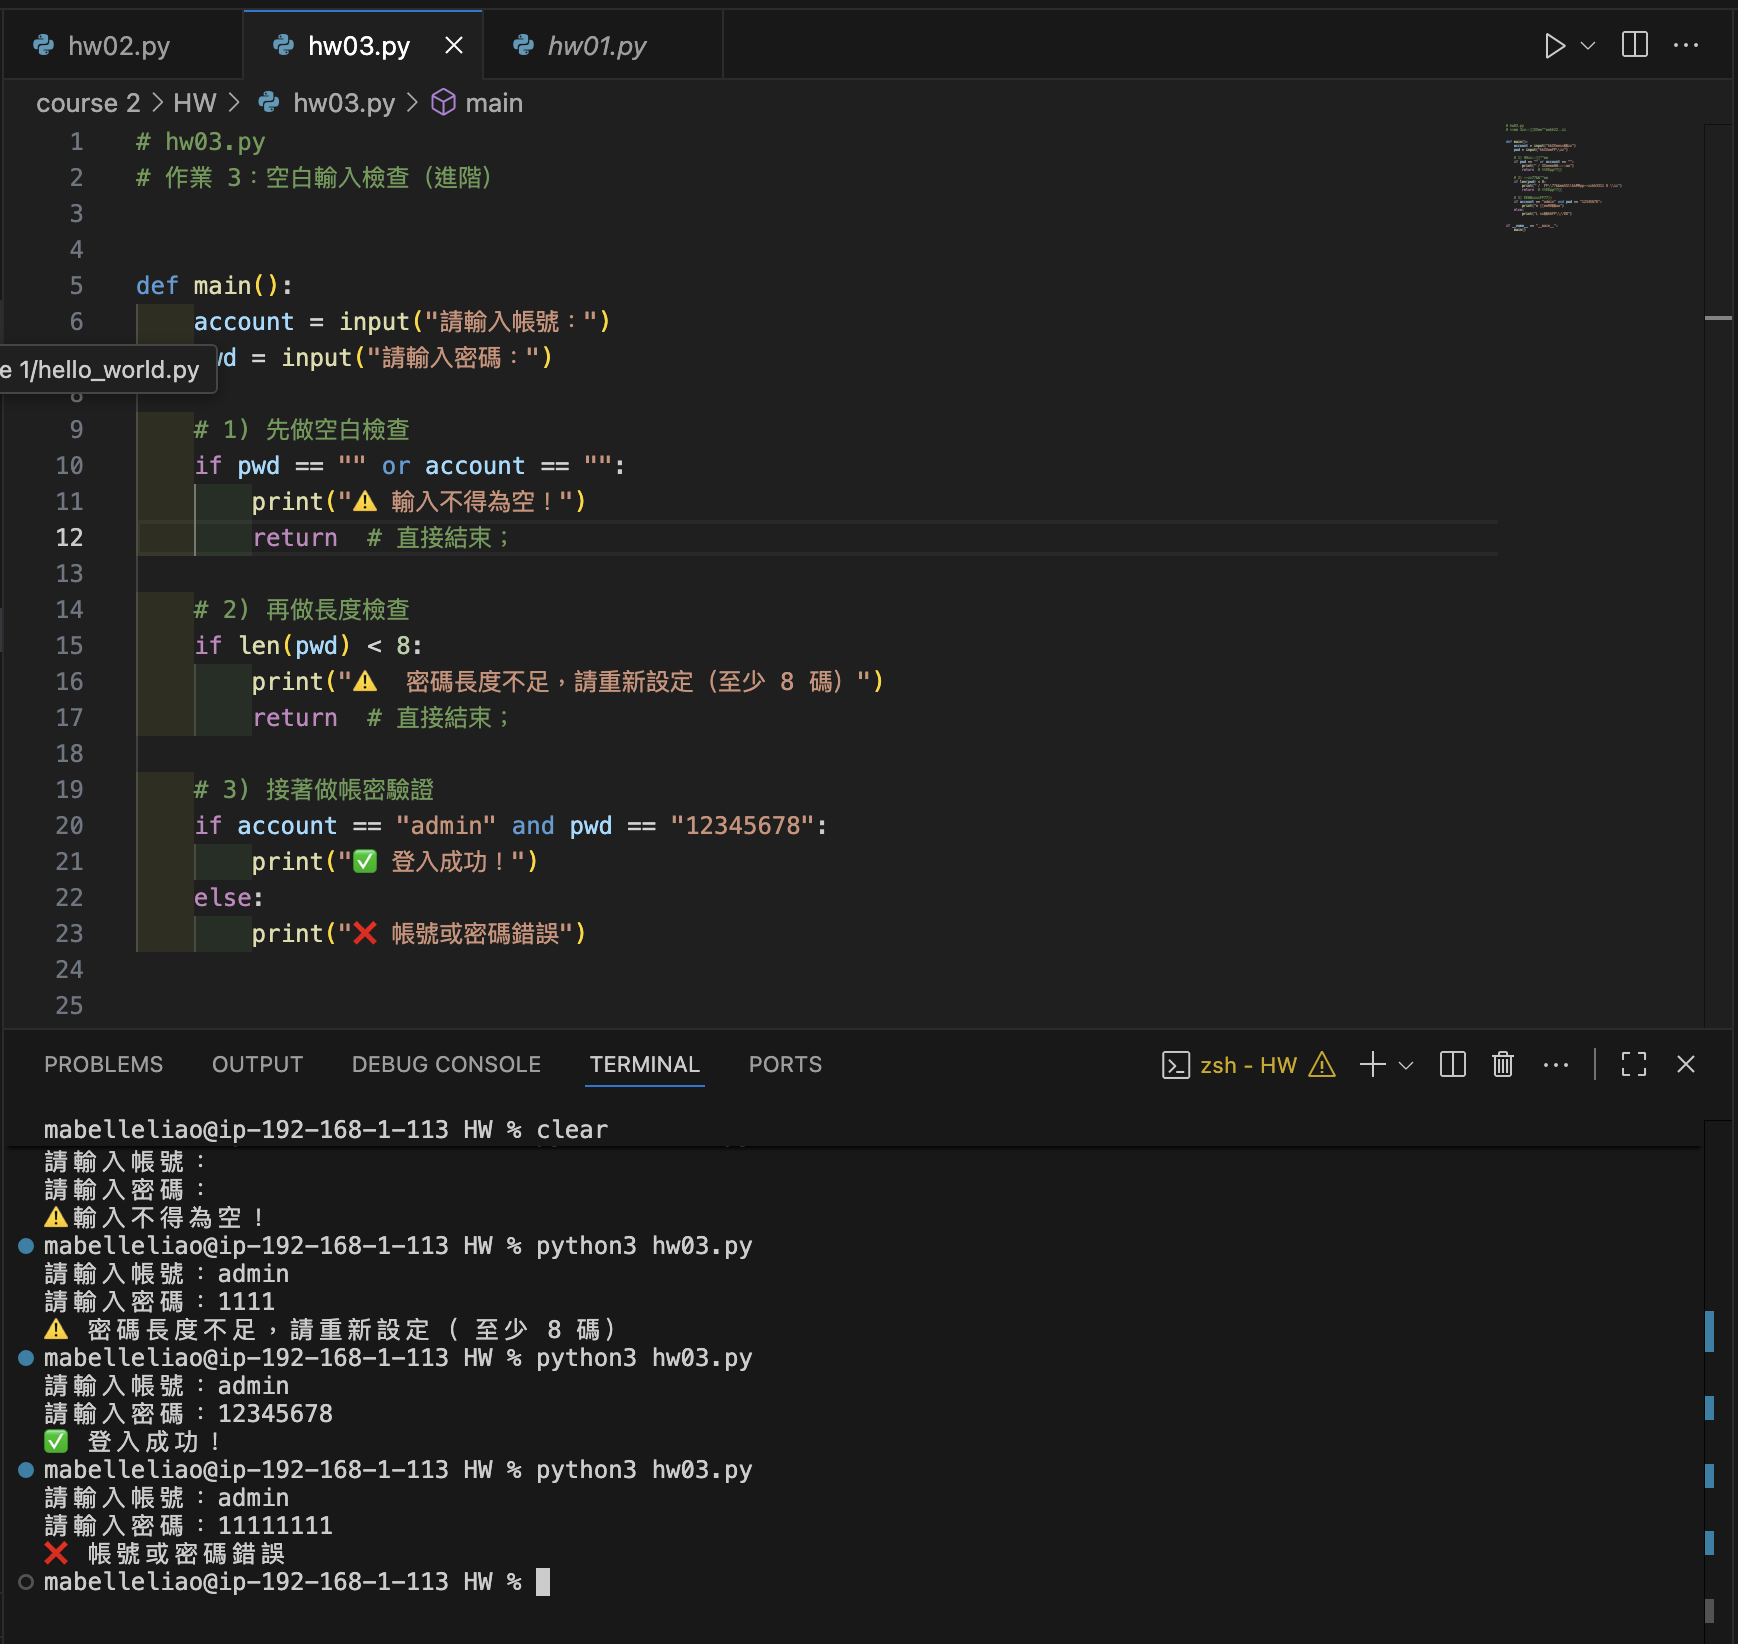 hw02.py
hw03.py
hw01.py
course 2 > HW > hw03.py > main
1 # hw03.py
2 # 作業 3：空白輸入檢查（進階）
3
4
5 def main():
6 account = input("請輸入帳號：")
wd = input("請輸入密碼：")
e 1/hello_world.py
8
9 # 1) 先做空白檢查
10 if pwd == "" or account == "":
11 print("⚠️ 輸入不得為空！")
12 return  # 直接結束；
13
14 # 2) 再做長度檢查
15 if len(pwd) < 8:
16 print("⚠️  密碼長度不足，請重新設定（至少 8 碼）")
17 return  # 直接結束；
18
19 # 3) 接著做帳密驗證
20 if account == "admin" and pwd == "12345678":
21 print("✅ 登入成功！")
22 else:
23 print("❌ 帳號或密碼錯誤")
24
25
PROBLEMS OUTPUT DEBUG CONSOLE TERMINAL PORTS zsh - HW
mabelleliao@ip-192-168-1-113 HW % clear
請輸入帳號：
請輸入密碼：
⚠️輸入不得為空！
mabelleliao@ip-192-168-1-113 HW % python3 hw03.py
請輸入帳號：admin
請輸入密碼：1111
⚠️ 密碼長度不足，請重新設定（至少 8 碼）
mabelleliao@ip-192-168-1-113 HW % python3 hw03.py
請輸入帳號：admin
請輸入密碼：12345678
✅ 登入成功！
mabelleliao@ip-192-168-1-113 HW % python3 hw03.py
請輸入帳號：admin
請輸入密碼：11111111
❌ 帳號或密碼錯誤
mabelleliao@ip-192-168-1-113 HW %